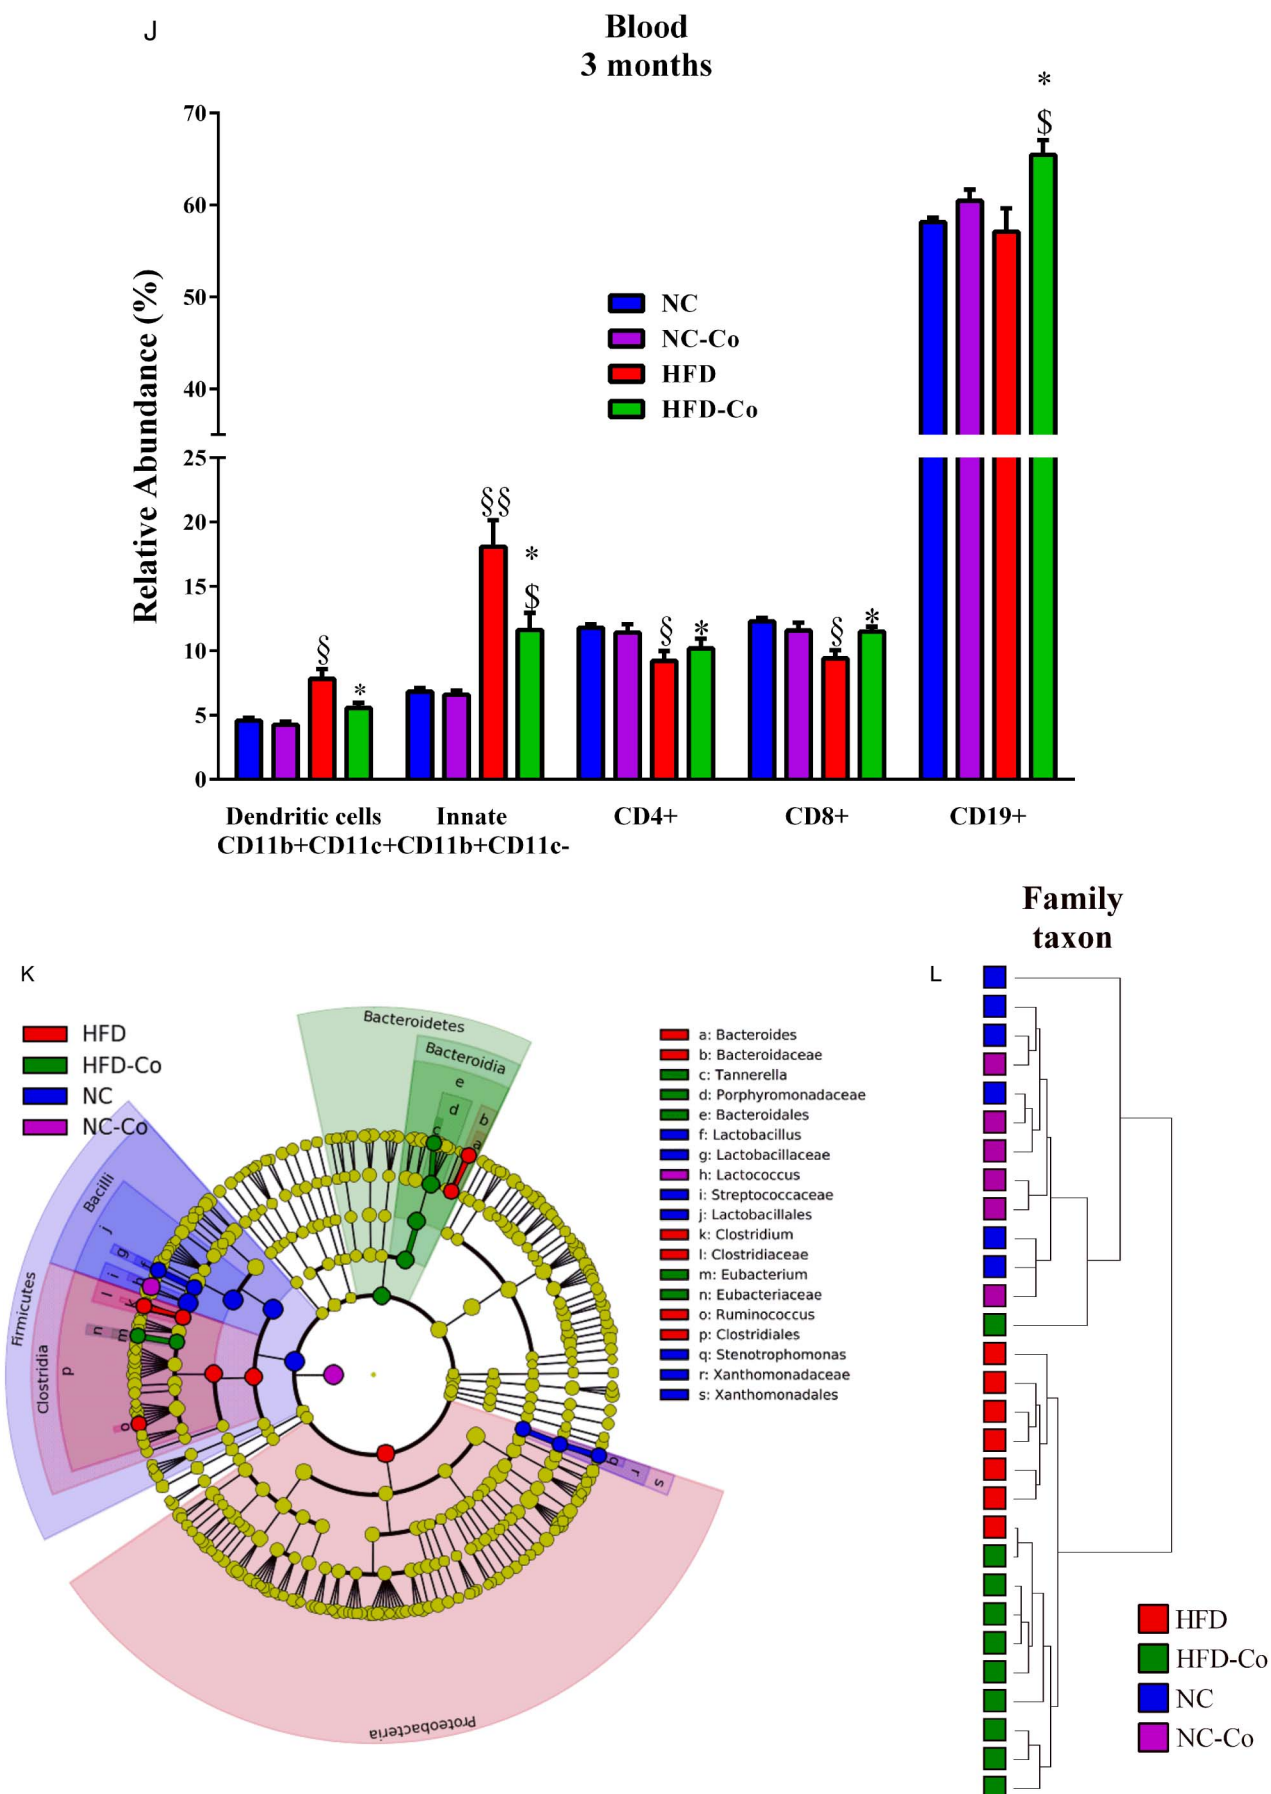 J
Blood
3 months
*
$
70
60
50
40
25
20
15
10
5
0
Relative Abundance (%)
NC
NC-Co
HFD
HFD-Co
§§
*
$
§
*
§
*
§
*
Dendritic cells
CD11b+CD11c+
Innate
CD11b+CD11c-
CD4+
CD8+
CD19+
K
HFD
HFD-Co
NC
NC-Co
Bacteroidetes
Bacteroidia
e
d
c
b
a
Firmicutes
Bacilli
j
g
f
i
h
l
k
n
m
Clostridia
p
o
q
r
s
Proteobacteria
a: Bacteroides
b: Bacteroidaceae
c: Tannerella
d: Porphyromonadaceae
e: Bacteroidales
f: Lactobacillus
g: Lactobacillaceae
h: Lactococcus
i: Streptococcaceae
j: Lactobacillales
k: Clostridium
l: Clostridiaceae
m: Eubacterium
n: Eubacteriaceae
o: Ruminococcus
p: Clostridiales
q: Stenotrophomonas
r: Xanthomonadaceae
s: Xanthomonadales
L
Family
taxon
HFD
HFD-Co
NC
NC-Co